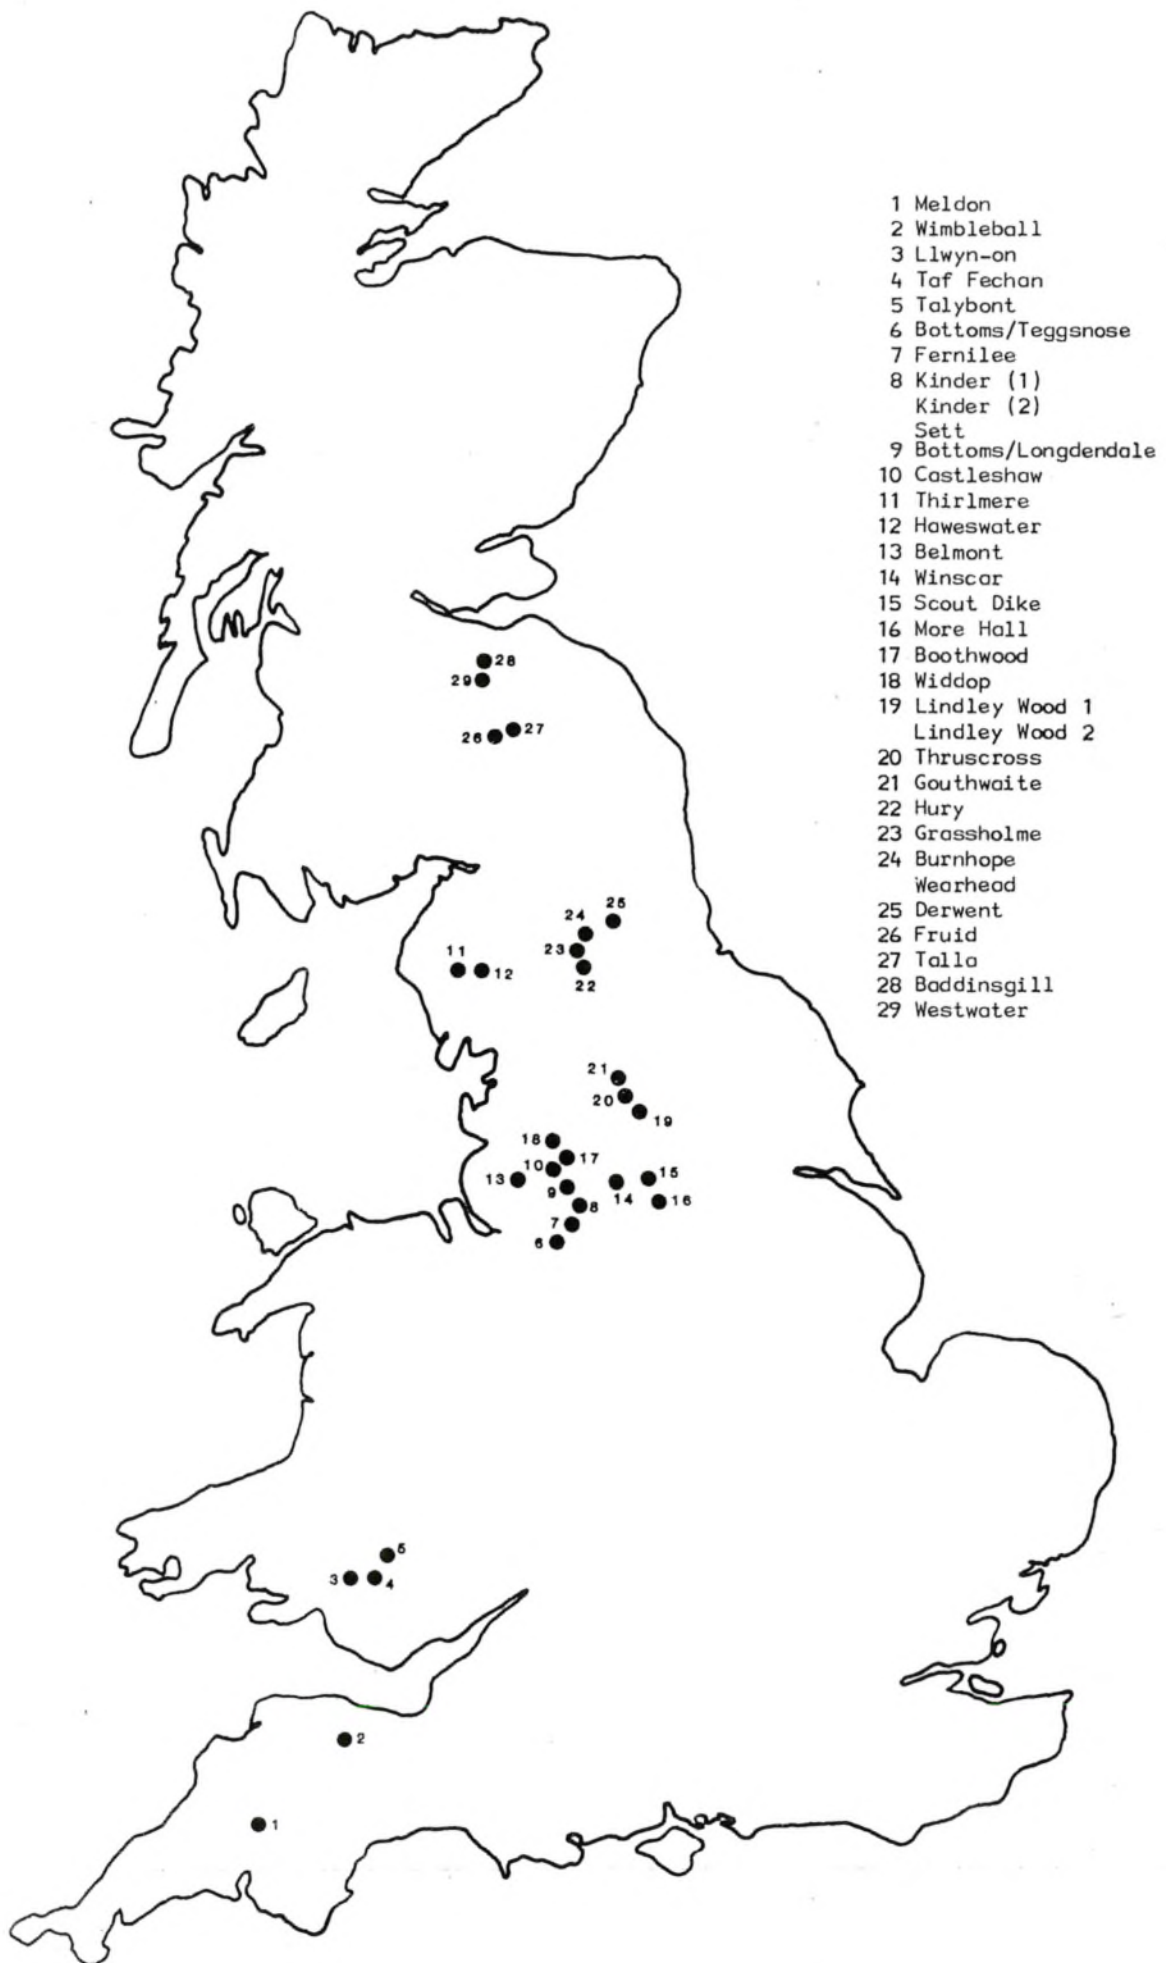 1 Meldon
2 Wimbleball
3 Llwyn-on
4 Taf Fechan
5 Talybont
6 Bottoms/Teggsnose
7 Fernilee
8 Kinder (1)
Kinder (2)
Sett
9 Bottoms/Longdendale
10 Castleshaw
11 Thirlmere
12 Haweswater
13 Belmont
14 Winscar
15 Scout Dike
16 More Hall
17 Boothwood
18 Widdop
19 Lindley Wood 1
Lindley Wood 2
20 Thruscross
21 Gouthwaite
22 Hury
23 Grassholme
24 Burnhope
Wearhead
25 Derwent
26 Fruid
27 Talla
28 Baddinsgill
29 Westwater
28
29
27
26
25
24
23
11
12
22
21
20
19
18
17
10
15
13
9
14
16
8
7
6
5
3
4
2
1